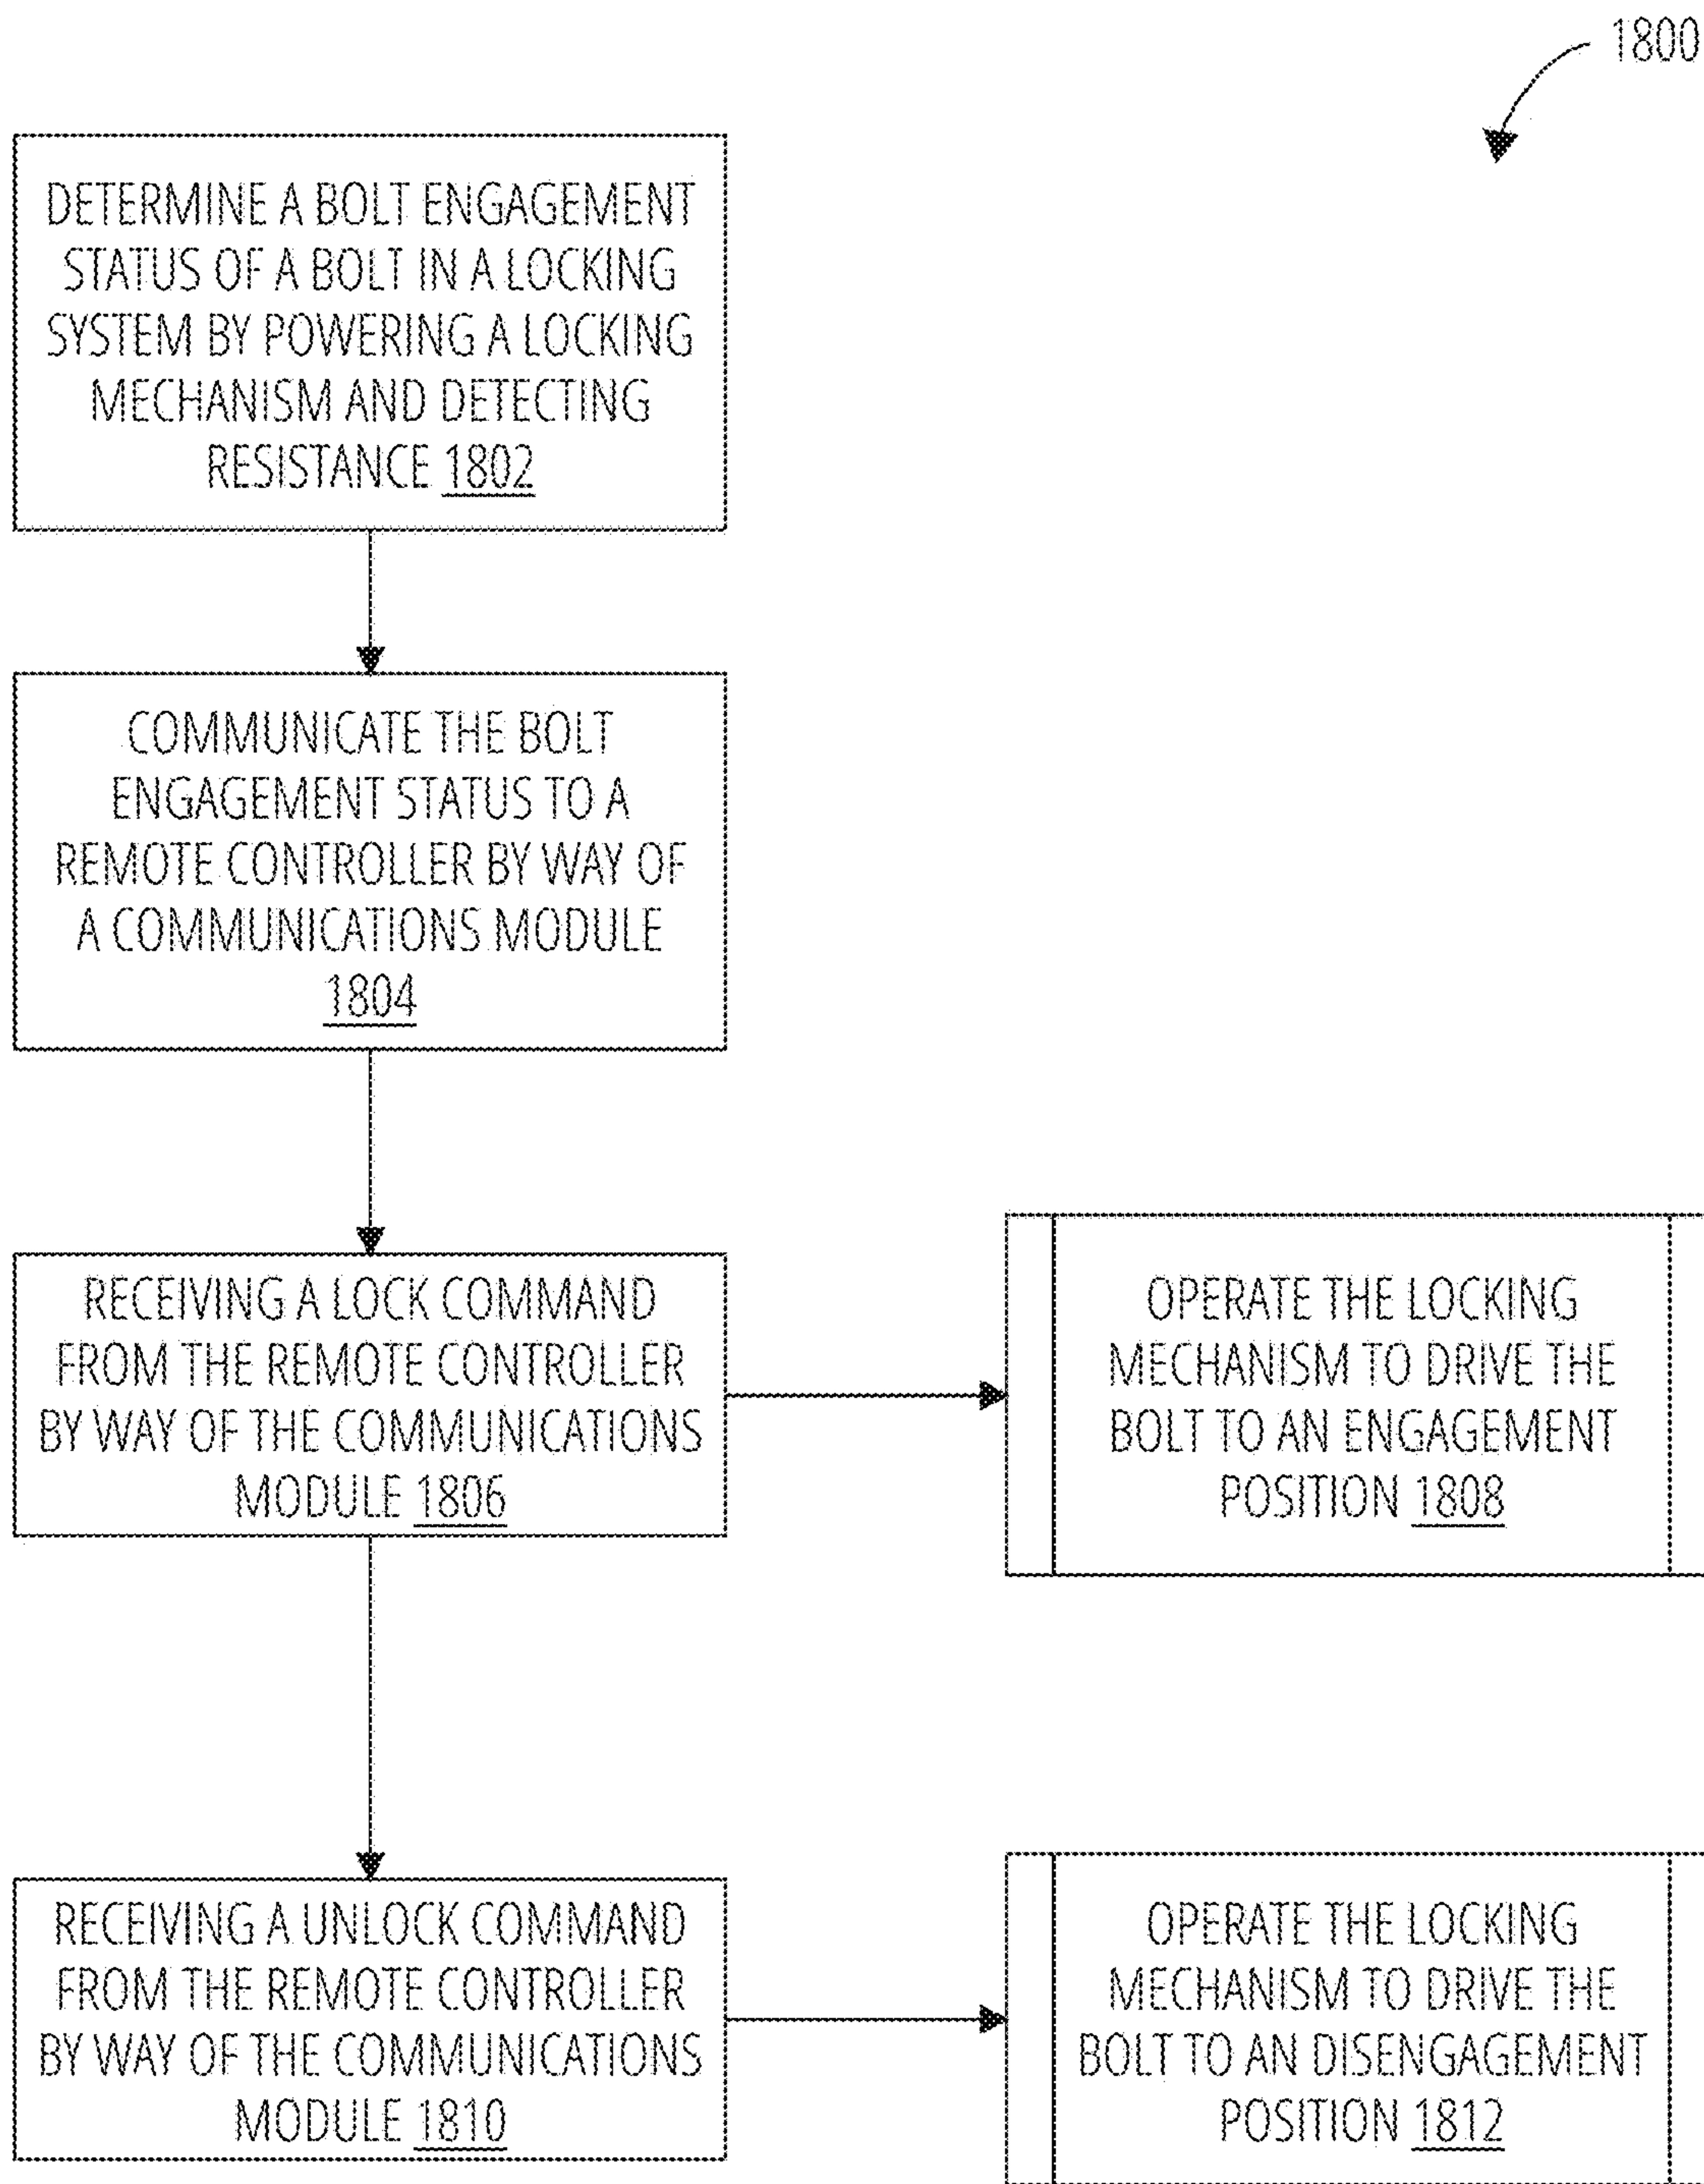 1800
DETERMINE A BOLT ENGAGEMENT
STATUS OF A BOLT IN A LOCKING
SYSTEM BY POWERING A LOCKING
MECHANISM AND DETECTING
RESISTANCE 1802
COMMUNICATE THE BOLT
ENGAGEMENT STATUS TO A
REMOTE CONTROLLER BY WAY OF
A COMMUNICATIONS MODULE
1804
RECEIVING A LOCK COMMAND
FROM THE REMOTE CONTROLLER
BY WAY OF THE COMMUNICATIONS
MODULE 1806
OPERATE THE LOCKING
MECHANISM TO DRIVE THE
BOLT TO AN ENGAGEMENT
POSITION 1808
RECEIVING A UNLOCK COMMAND
FROM THE REMOTE CONTROLLER
BY WAY OF THE COMMUNICATIONS
MODULE 1810
OPERATE THE LOCKING
MECHANISM TO DRIVE THE
BOLT TO AN DISENGAGEMENT
POSITION 1812